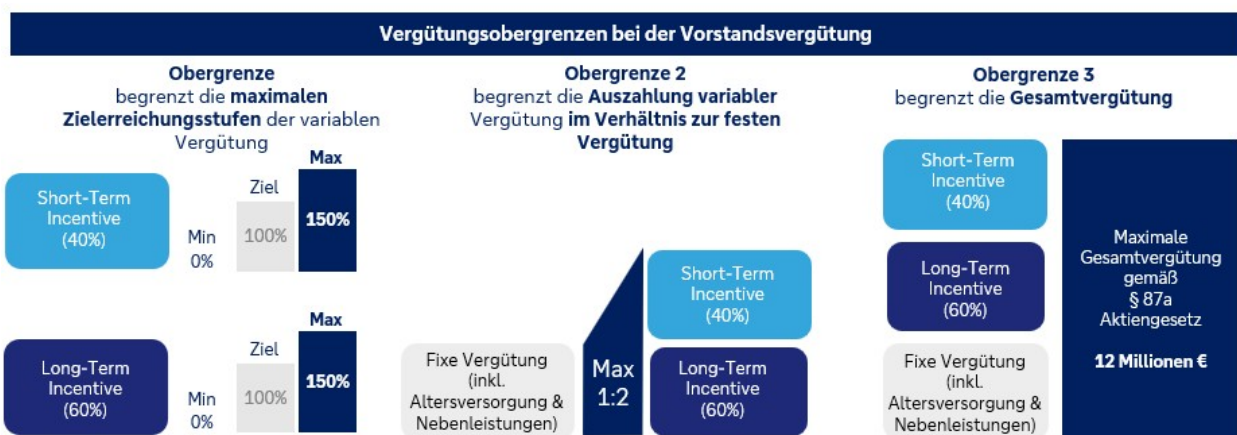 Vergütungsobergrenzen bei der Vorstandsvergütung
Obergrenze
begrenzt die maximalen
Zielerreichungsstufen der variablen
Vergütung
Short-Term
Incentive
(40%)
Min
0%
Ziel
100%
Max
150%
Long-Term
Incentive
(60%)
Min
0%
Ziel
100%
Max
150%
Obergrenze 2
begrenzt die Auszahlung variabler
Vergütung im Verhältnis zur festen
Vergütung
Fixe Vergütung
(inkl.
Altersversorgung &
Nebenleistungen)
Max
1:2
Short-Term
Incentive
(40%)
Long-Term
Incentive
(60%)
Obergrenze 3
begrenzt die Gesamtvergütung
Short-Term
Incentive
(40%)
Long-Term
Incentive
(60%)
Fixe Vergütung
(inkl.
Altersversorgung &
Nebenleistungen)
Maximale
Gesamtvergütung
gemäß
§ 87a
Aktiengesetz
12 Millionen €